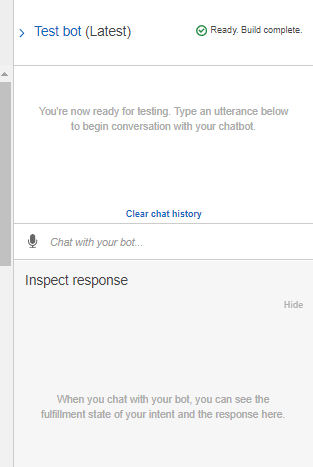 Test bot (Latest)
Ready. Build complete.
You're now ready for testing. Type an utterance below
to begin conversation with your chatbot.
Clear chat history
Chat with your bot...
Inspect response
Hide
When you chat with your bot, you can see the
fulfillment state of your intent and the response here.